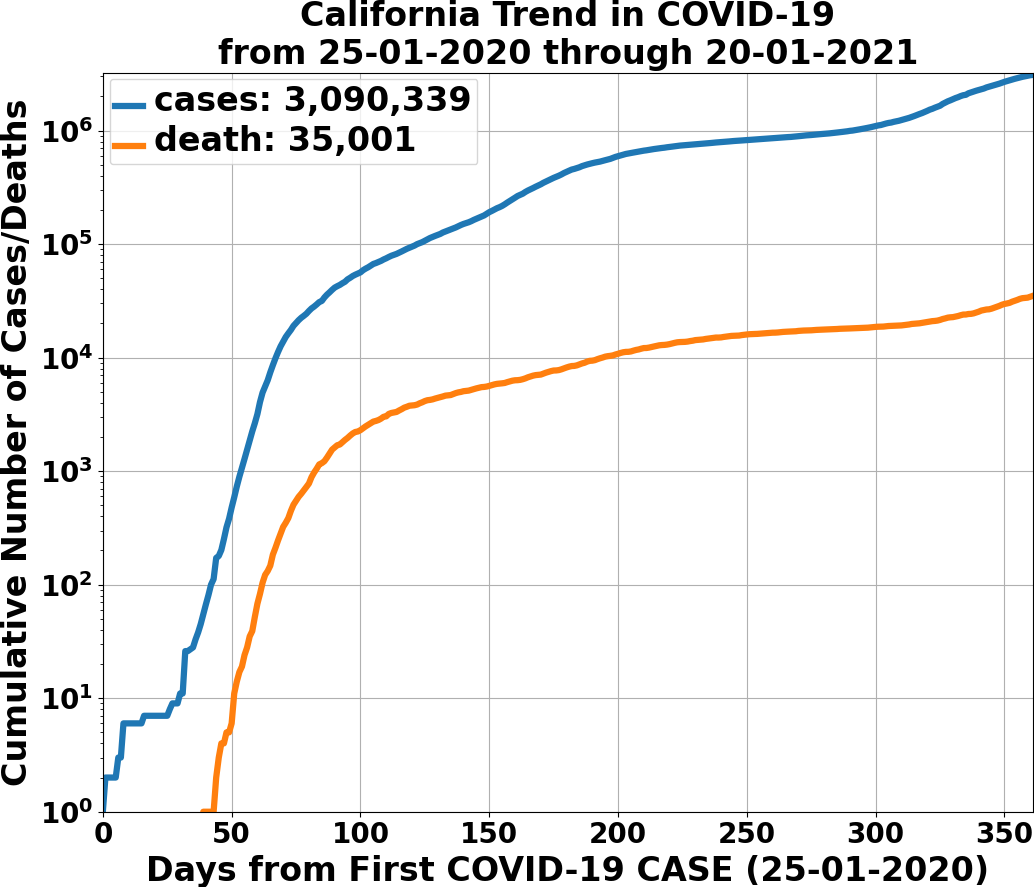 California Trend in COVID-19
from 25-01-2020 through 20-01-2021
cases: 3,090,339
death: 35,001
Cumulative Number of Cases/Deaths
10⁶
10⁵
10⁴
10³
10²
10¹
10⁰
0 50 100 150 200 250 300 350
Days from First COVID-19 CASE (25-01-2020)